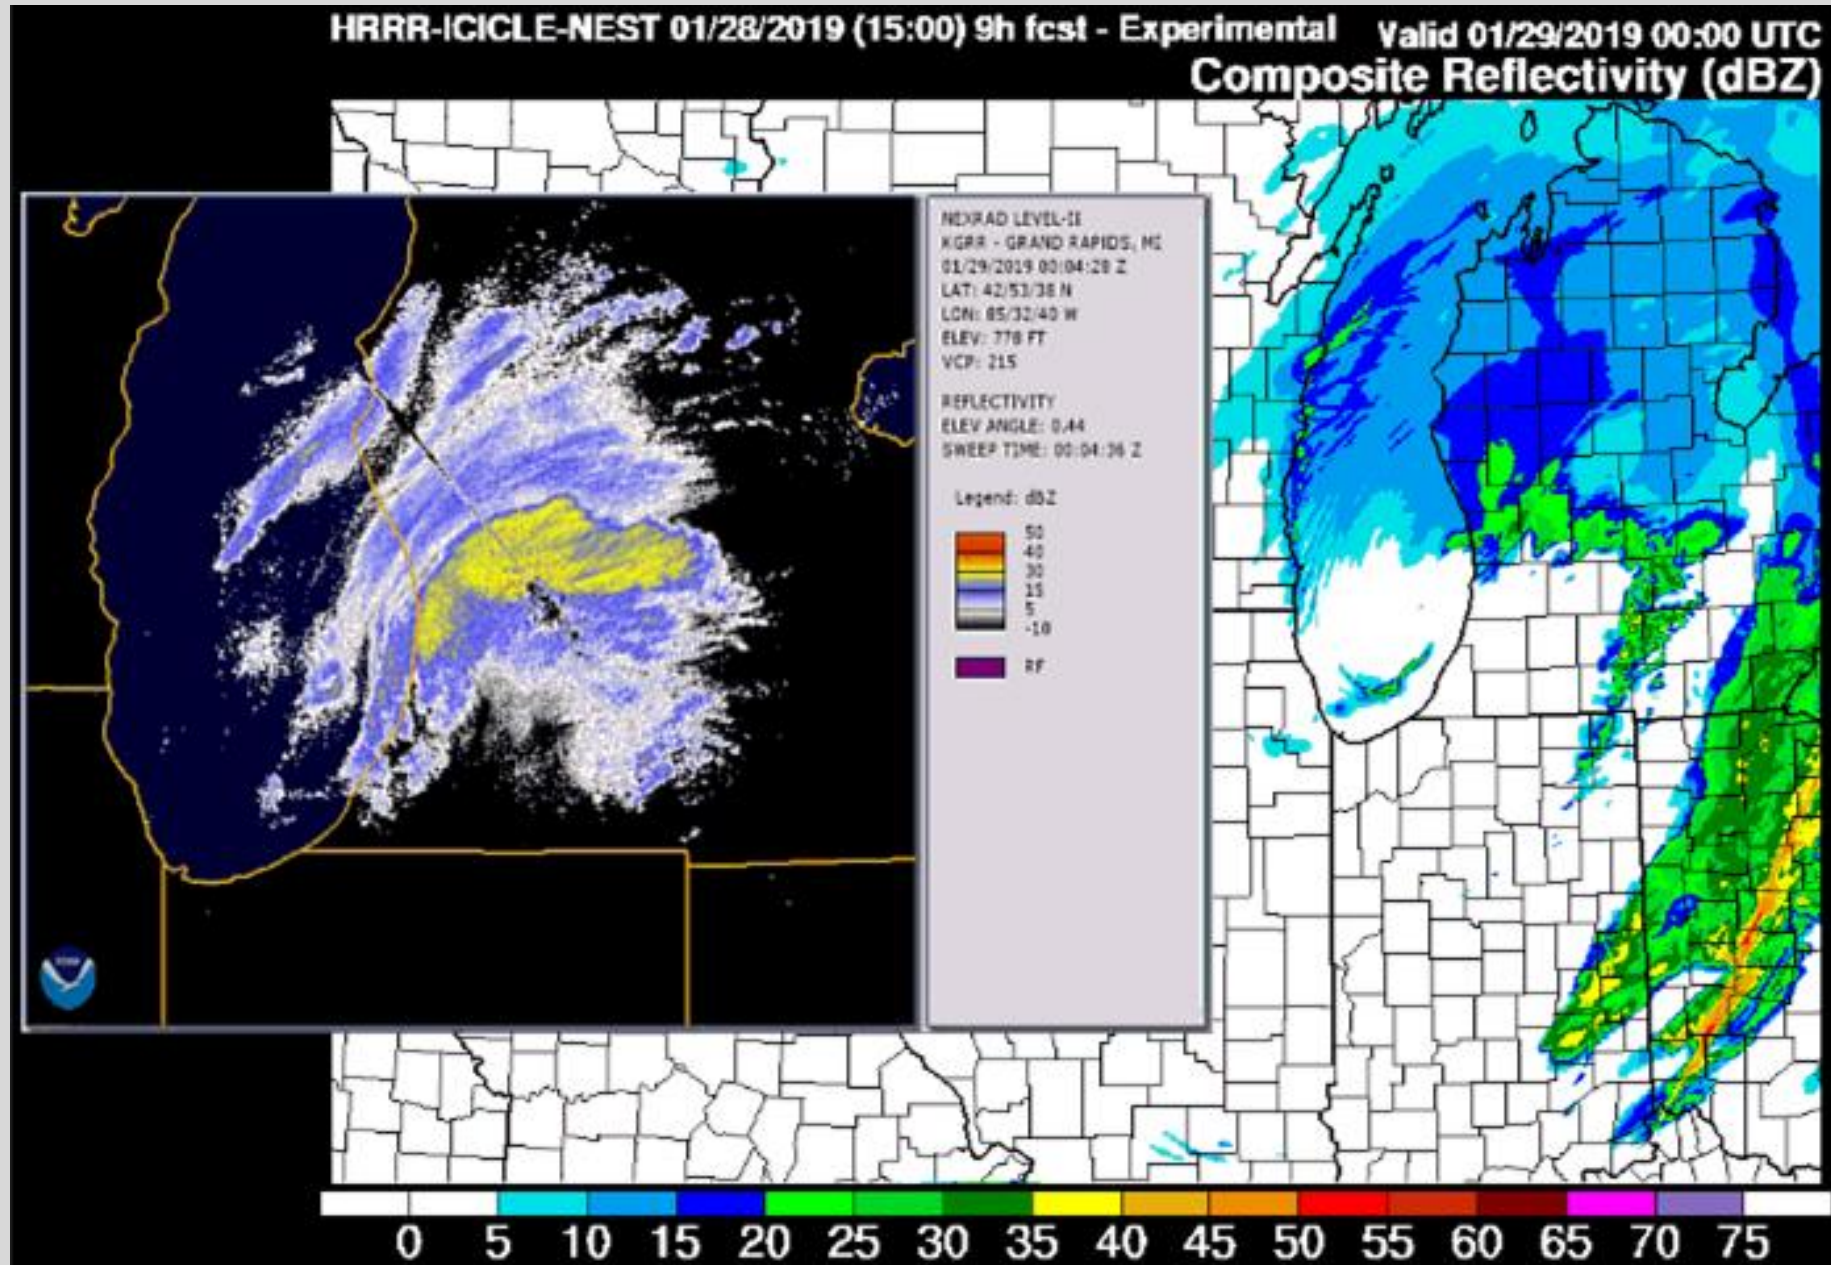 HRRR-ICICLE-NEST 01/28/2019 (15:00) 9h fcst - Experimental Valid 01/29/2019 00:00 UTC
Composite Reflectivity (dBZ)
NEXRAD LEVEL-II
KGRR - GRAND RAPIDS, MI
01/29/2019 00:04:28 Z
LAT: 42/53/38 N
LON: 85/32/40 W
ELEV: 778 FT
VCP: 215
REFLECTIVITY
ELEV ANGLE: 0.44
SWEEP TIME: 00:04:36 Z
Legend: dBZ
50
40
30
15
5
-10
RF
0 5 10 15 20 25 30 35 40 45 50 55 60 65 70 75